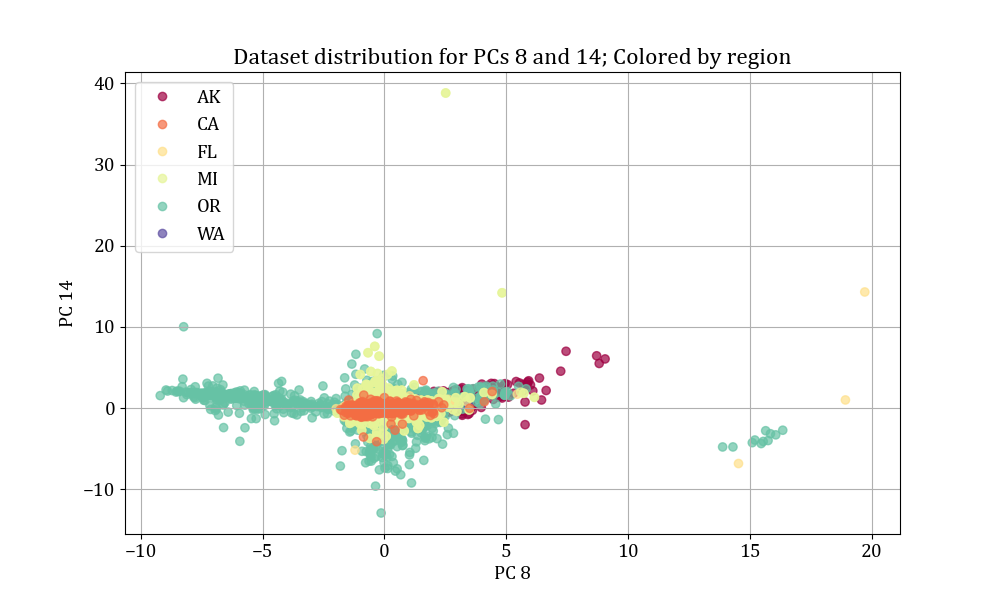 Dataset distribution for PCs 8 and 14; Colored by region
40
30
20
10
0
−10
PC 14
AK
CA
FL
MI
OR
WA
−10
−5
0
5
10
15
20
PC 8